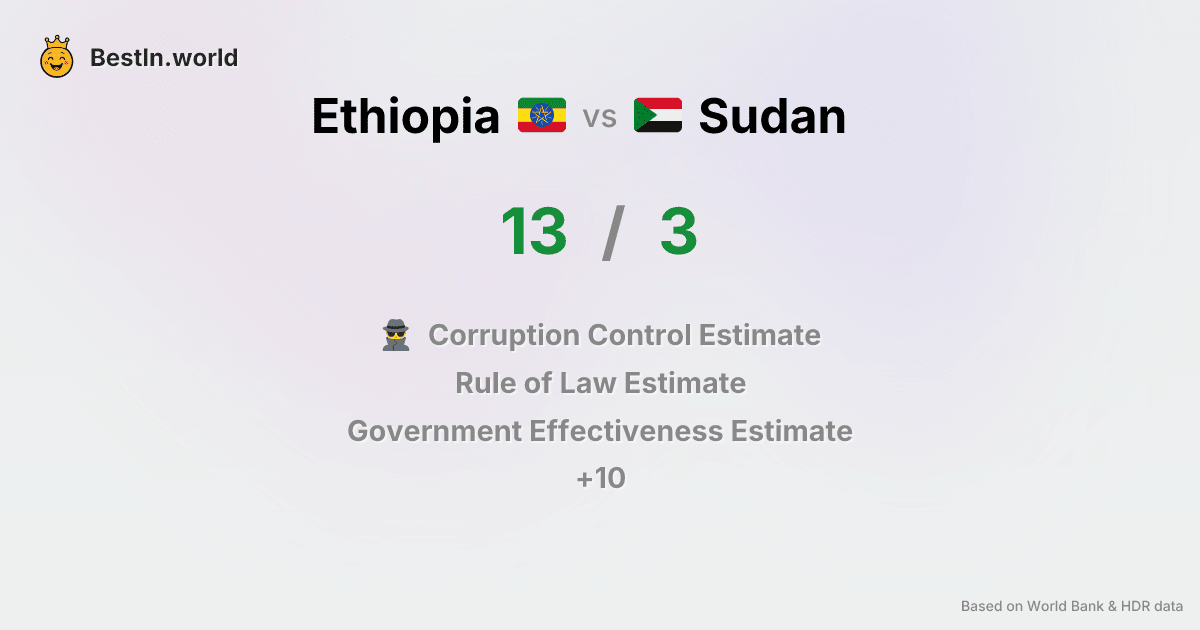 BestIn.world
Ethiopia vs Sudan
13 / 3
Corruption Control Estimate
Rule of Law Estimate
Government Effectiveness Estimate
+10
Based on World Bank & HDR data